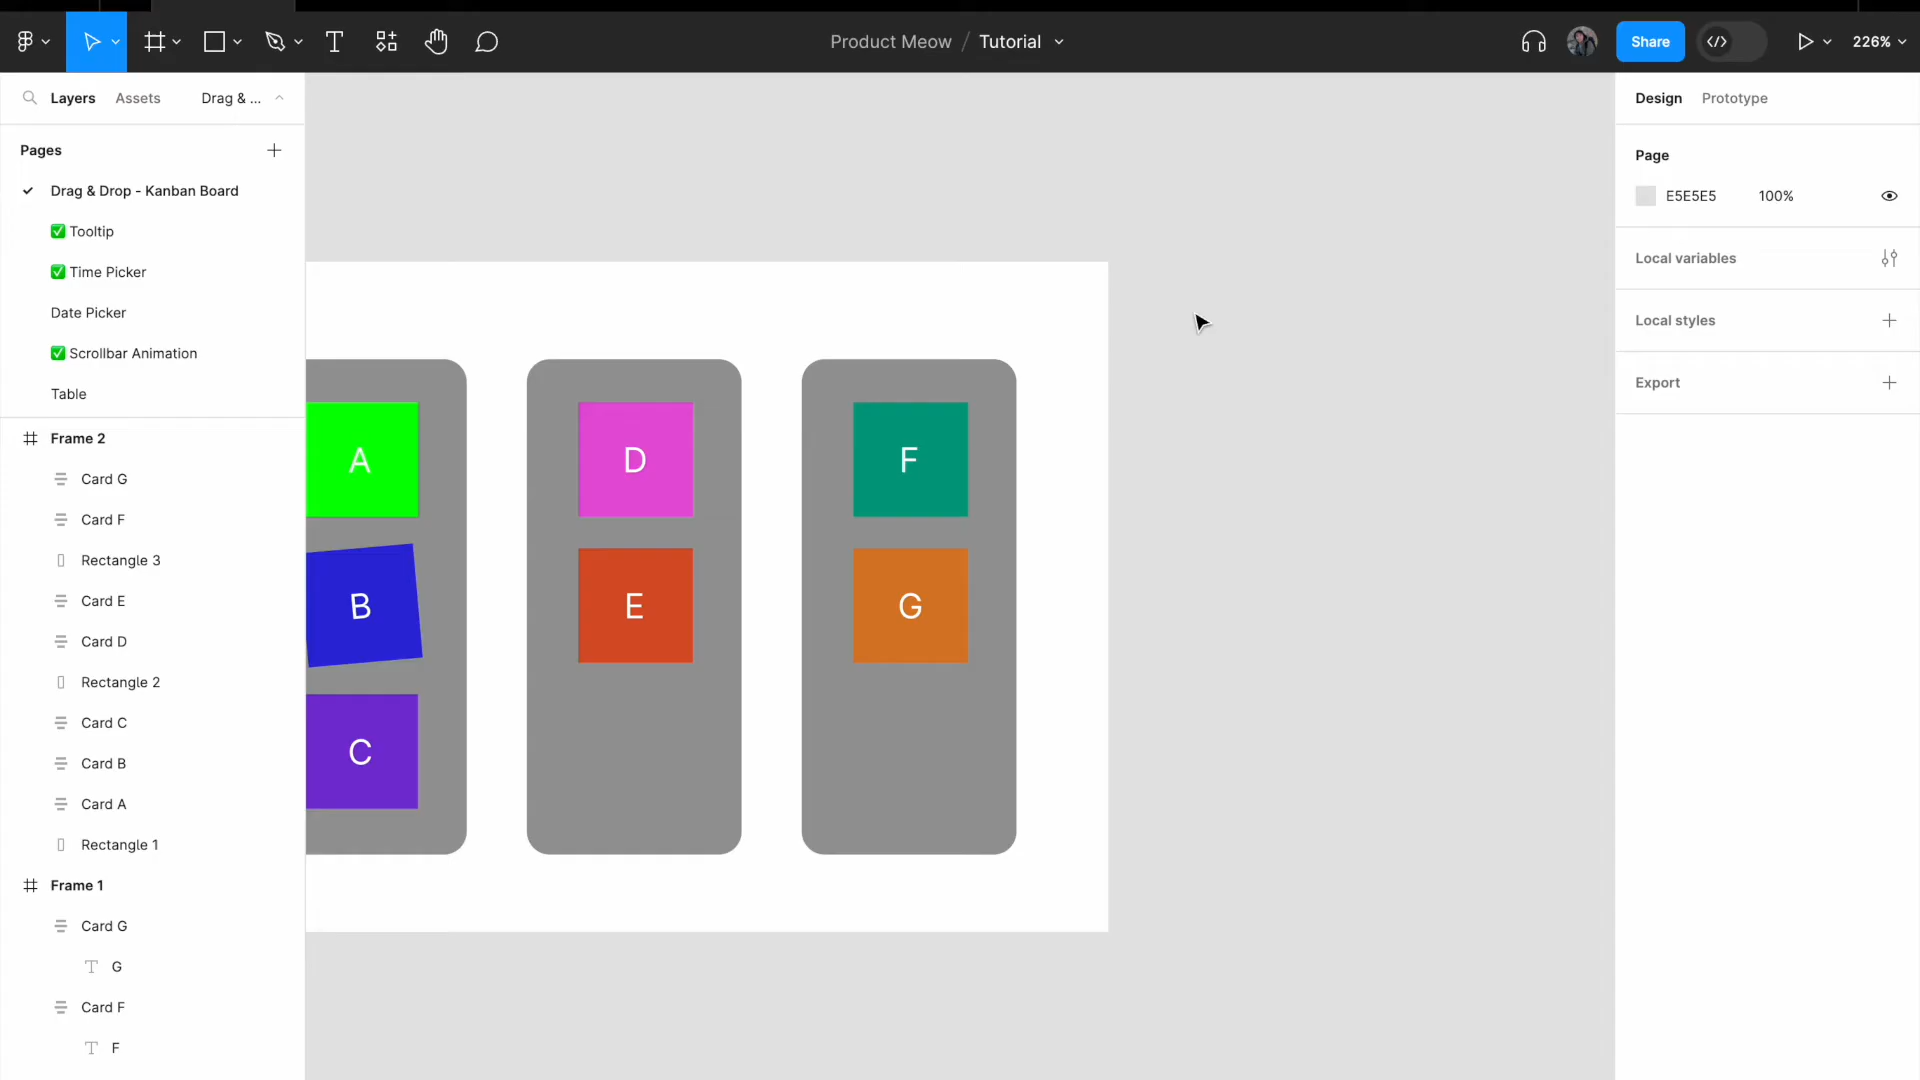 Product Meow / Tutorial
Share
226%
Layers
Assets
Drag & ...
Pages
Drag & Drop - Kanban Board
✅ Tooltip
✅ Time Picker
Date Picker
✅ Scrollbar Animation
Table
Frame 2
Card G
Card F
Rectangle 3
Card E
Card D
Rectangle 2
Card C
Card B
Card A
Rectangle 1
Frame 1
Card G
G
Card F
F
A
D
F
B
E
G
C
Design
Prototype
Page
E5E5E5
100%
Local variables
Local styles
Export